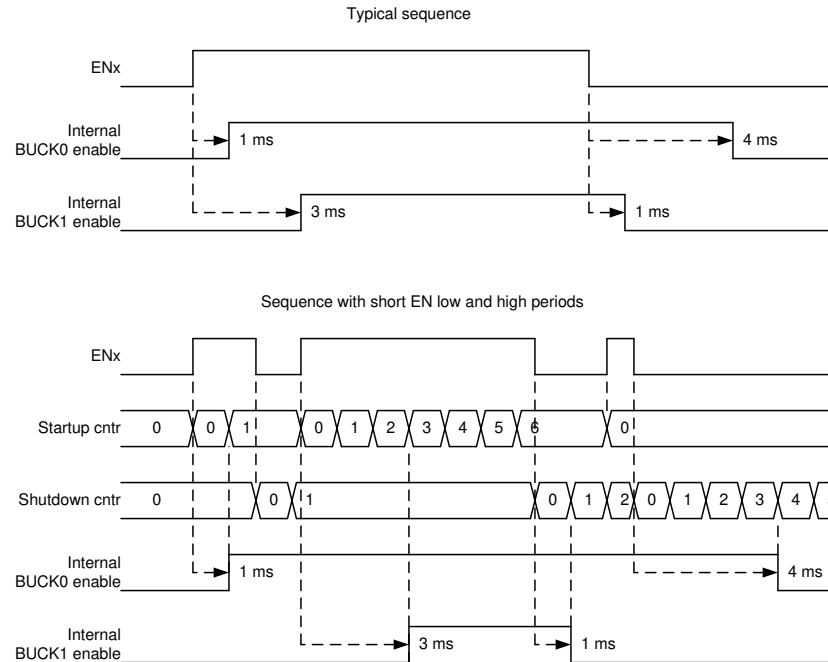 Typical sequence
ENx
Internal
BUCK0 enable
1 ms
4 ms
Internal
BUCK1 enable
3 ms
1 ms
Sequence with short EN low and high periods
ENx
Startup cntr
0
0
1
0
1
2
3
4
5
6
0
Shutdown cntr
0
0
1
0
1
2
0
1
2
3
4
Internal
BUCK0 enable
1 ms
4 ms
Internal
BUCK1 enable
3 ms
1 ms